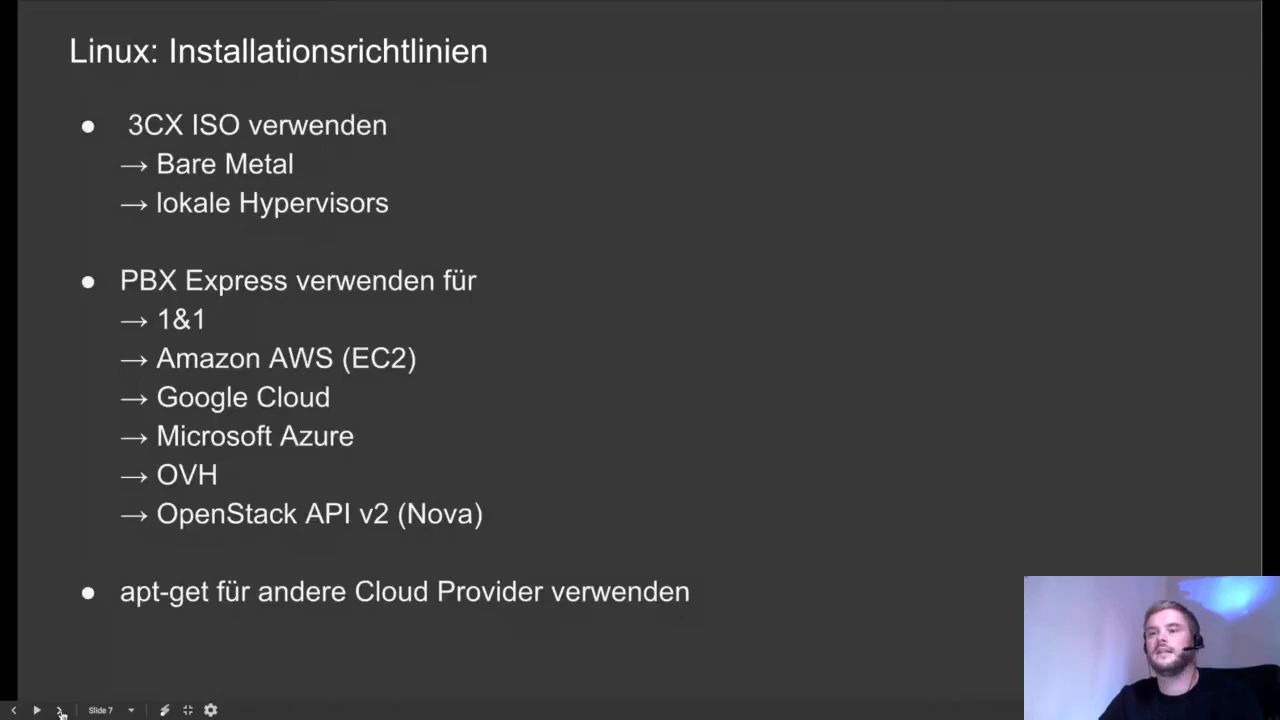 Linux: Installationsrichtlinien
● 3CX ISO verwenden
→ Bare Metal
→ lokale Hypervisors
● PBX Express verwenden für
→ 1&1
→ Amazon AWS (EC2)
→ Google Cloud
→ Microsoft Azure
→ OVH
→ OpenStack API v2 (Nova)
● apt-get für andere Cloud Provider verwenden
Slide 7